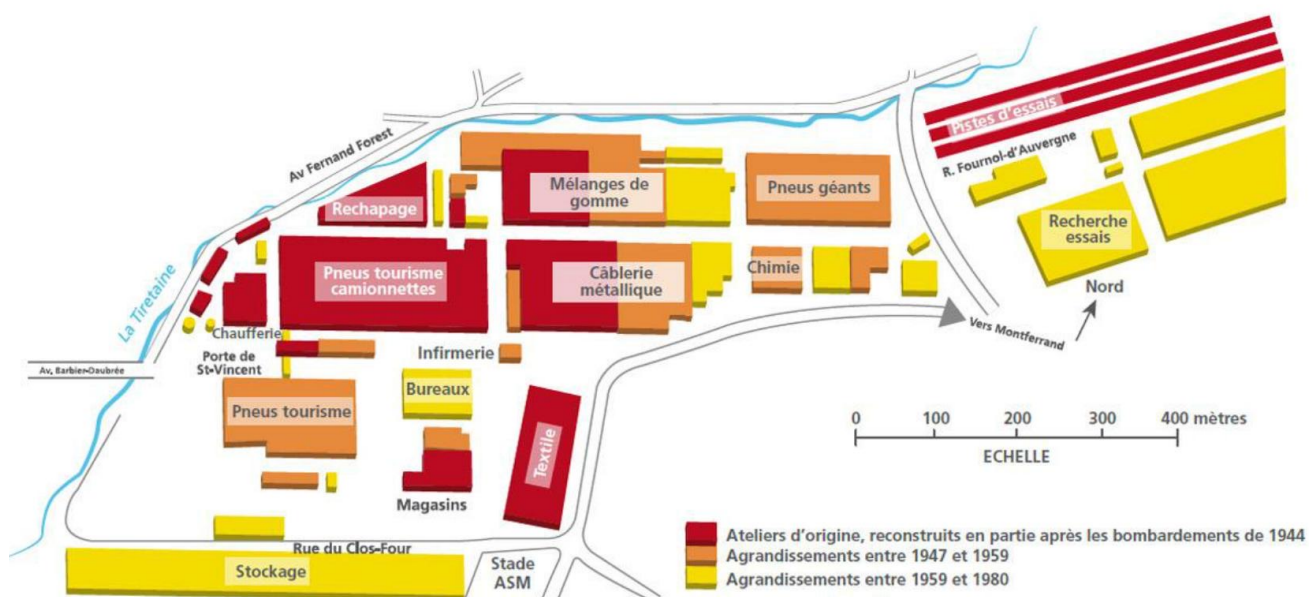 Pistes d'essais
Av Fernand Forest
R. Fournol-d'Auvergne
Rechapage
Mélanges de
gomme
Pneus géants
Recherche
essais
La Tiretaine
Pneus tourisme
camionnettes
Câblerie
métallique
Chimie
Nord
Chaufferie
Vers Montferrand
Porte de
St-Vincent
Infirmerie
Av. Barbier-Daubrée
Bureaux
Pneus tourisme
0 100 200 300 400 mètres
ECHELLE
Textile
Magasins
Rue du Clos-Four
Stockage
Stade
ASM
Ateliers d'origine, reconstruits en partie après les bombardements de 1944
Agrandissements entre 1947 et 1959
Agrandissements entre 1959 et 1980